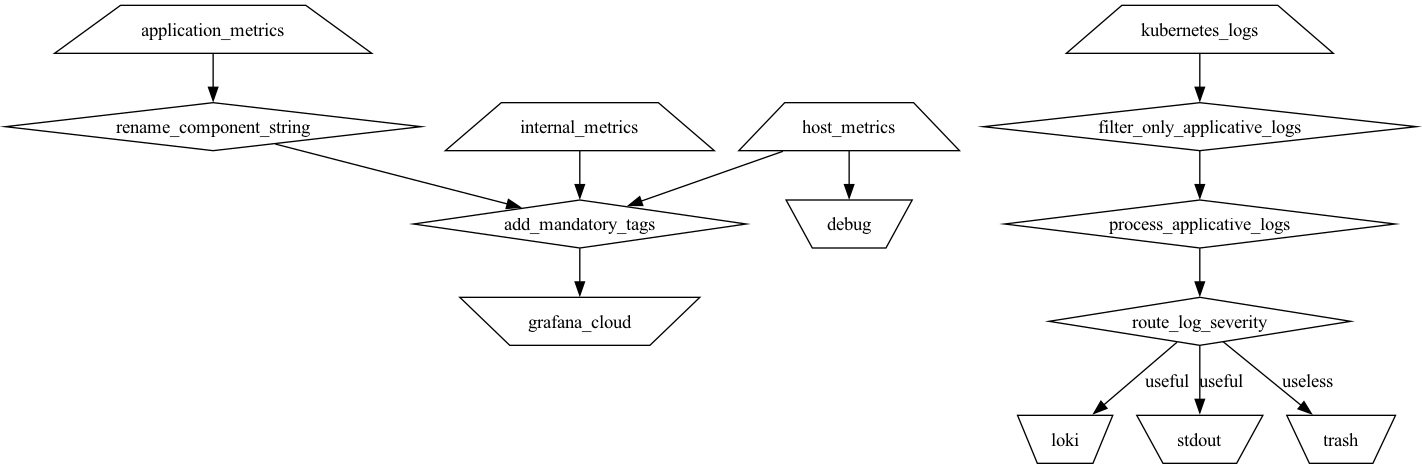 application_metrics
kubernetes_logs
rename_component_string
internal_metrics
host_metrics
filter_only_applicative_logs
add_mandatory_tags
debug
process_applicative_logs
grafana_cloud
route_log_severity
useful
useful
useless
loki
stdout
trash